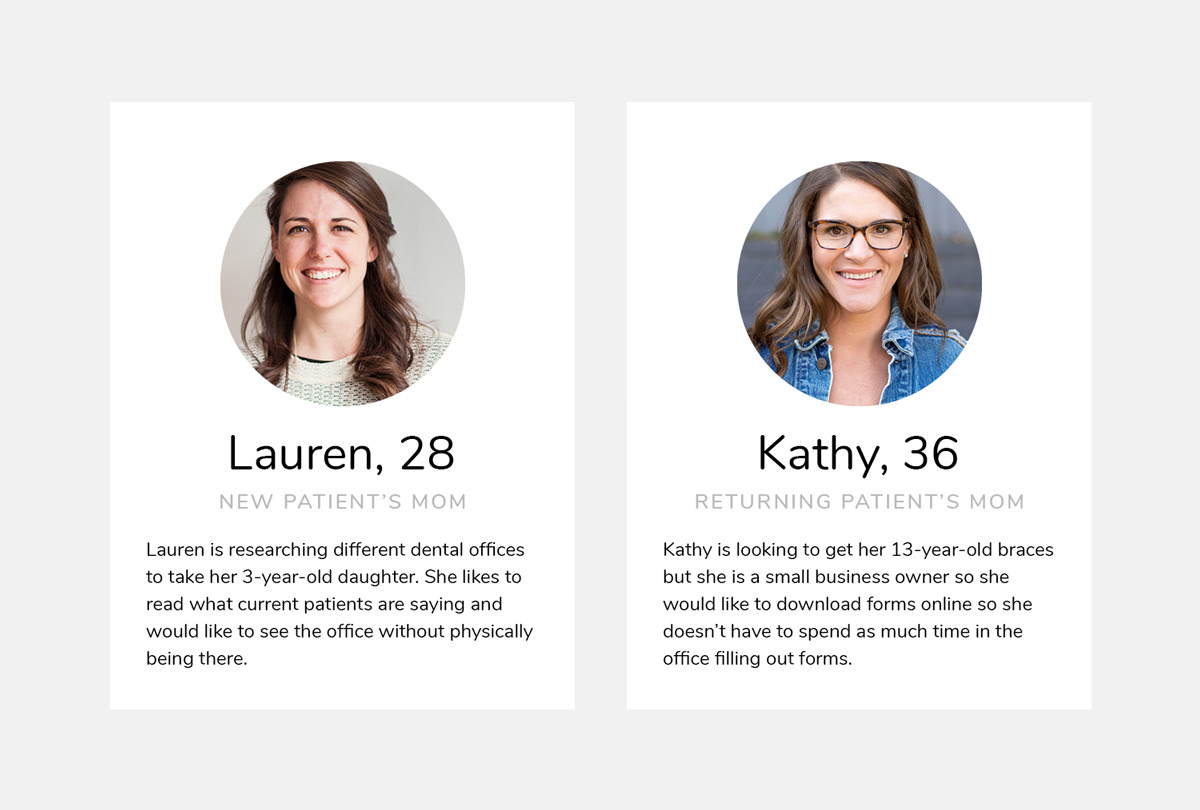 Lauren, 28
NEW PATIENT’S MOM
Lauren is researching different dental offices
to take her 3-year-old daughter. She likes to
read what current patients are saying and
would like to see the office without physically
being there.
Kathy, 36
RETURNING PATIENT’S MOM
Kathy is looking to get her 13-year-old braces
but she is a small business owner so she
would like to download forms online so she
doesn’t have to spend as much time in the
office filling out forms.